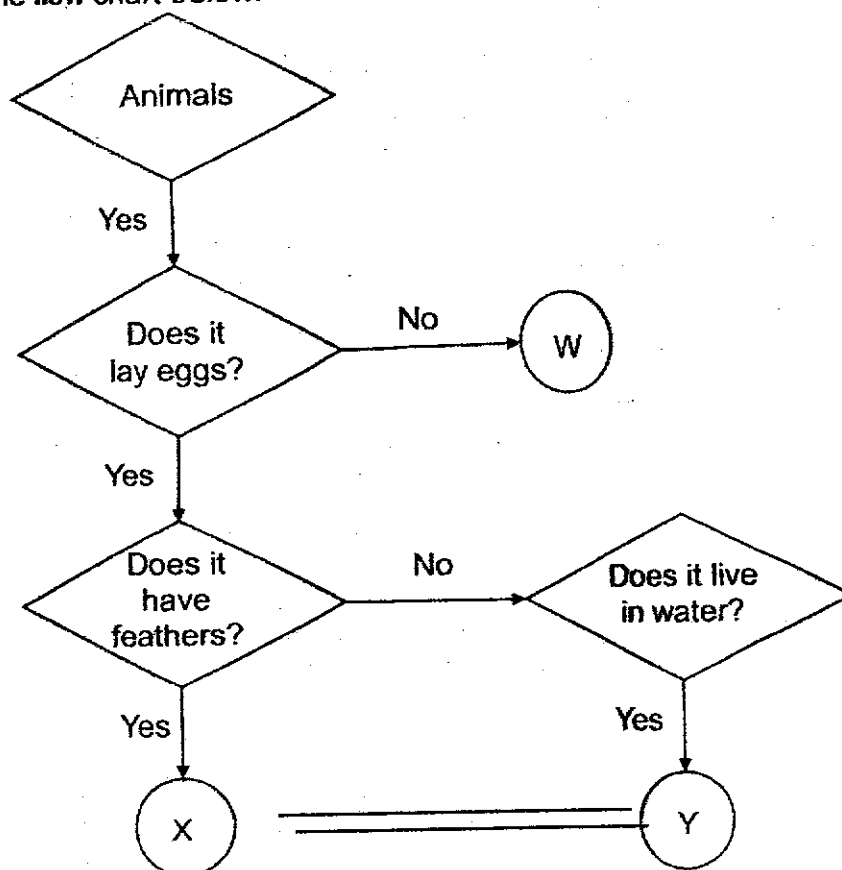 Animals
Yes
Does it
lay eggs?
No
W
Yes
Does it
have
feathers?
No
Does it live
in water?
Yes
X
Yes
Y